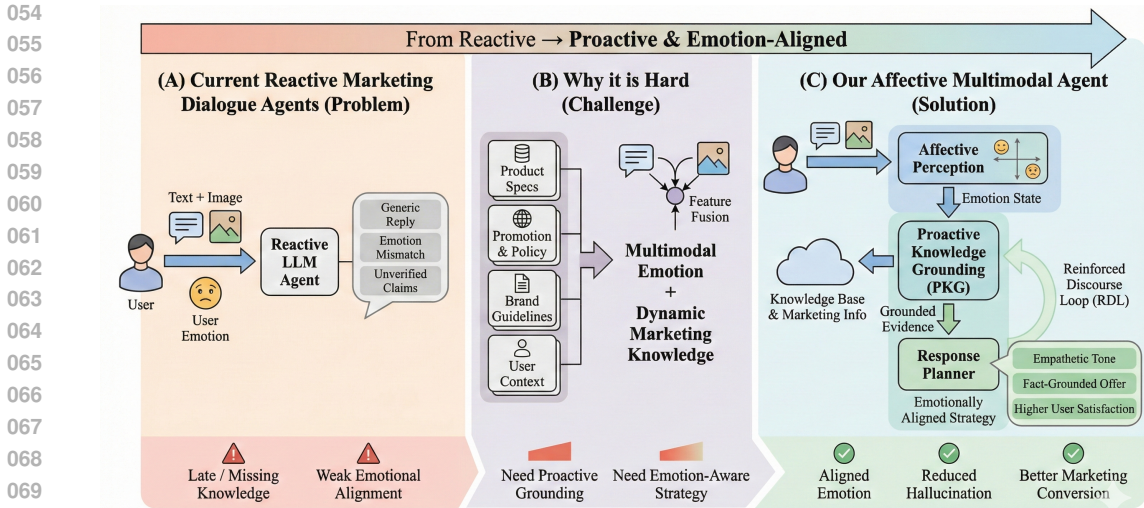 054
055
056
057
058
059
060
061
062
063
064
065
066
067
068
069
From Reactive → Proactive & Emotion-Aligned
(A) Current Reactive Marketing
Dialogue Agents (Problem)
Text + Image
User
User
Emotion
Reactive
LLM
Agent
Generic
Reply
Emotion
Mismatch
Unverified
Claims
Late / Missing
Knowledge
Weak Emotional
Alignment
(B) Why it is Hard
(Challenge)
Product
Specs
Promotion
& Policy
Brand
Guidelines
User
Context
Feature
Fusion
Multimodal
Emotion
+
Dynamic
Marketing
Knowledge
Need Proactive
Grounding
Need Emotion-Aware
Strategy
(C) Our Affective Multimodal Agent
(Solution)
Affective
Perception
Emotion State
Proactive
Knowledge
Grounding
(PKG)
Knowledge Base
& Marketing Info
Reinforced
Discourse
Loop (RDL)
Grounded
Evidence
Response
Planner
Emotionally
Aligned Strategy
Empathetic Tone
Fact-Grounded Offer
Higher User Satisfaction
Aligned
Emotion
Reduced
Hallucination
Better Marketing
Conversion